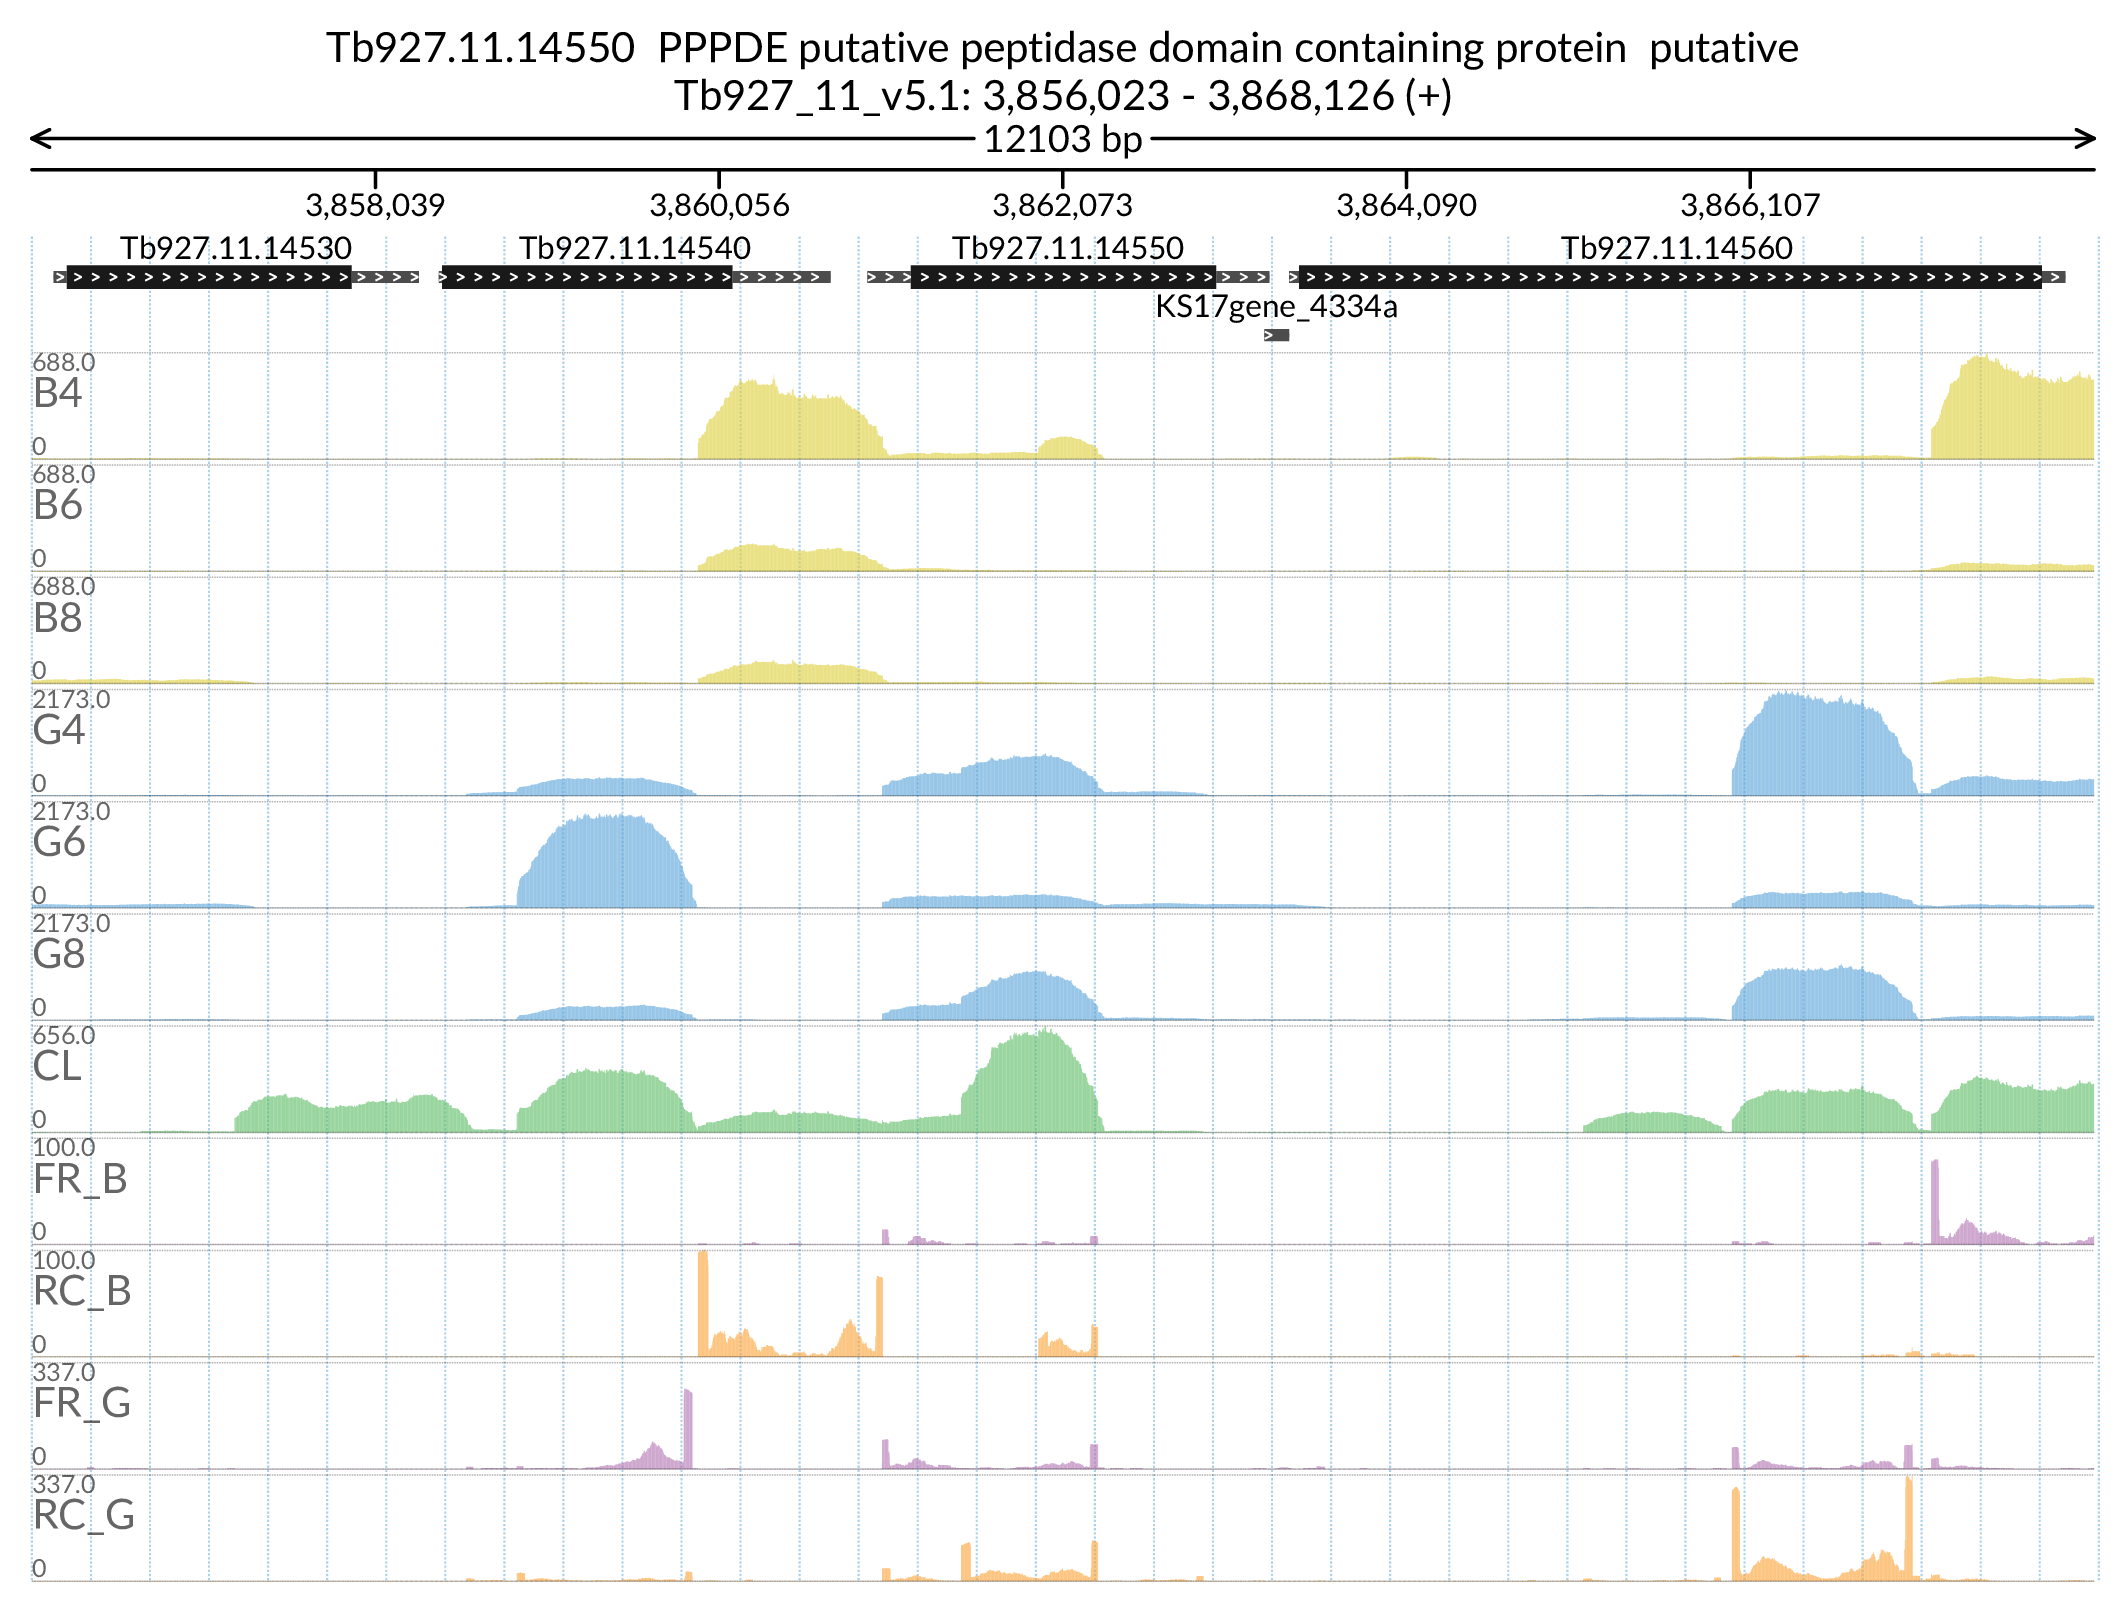 Tb927.11.14550  PPPDE putative peptidase domain containing protein  putative
Tb927_11_v5.1: 3,856,023 - 3,868,126 (+)
12103 bp
3,858,039 3,860,056 3,862,073 3,864,090 3,866,107
Tb927.11.14530 Tb927.11.14540 Tb927.11.14550 Tb927.11.14560
KS17gene_4334a
688.0
B4
0
688.0
B6
0
688.0
B8
0
2173.0
G4
0
2173.0
G6
0
2173.0
G8
0
656.0
CL
0
100.0
FR_B
0
100.0
RC_B
0
337.0
FR_G
0
337.0
RC_G
0